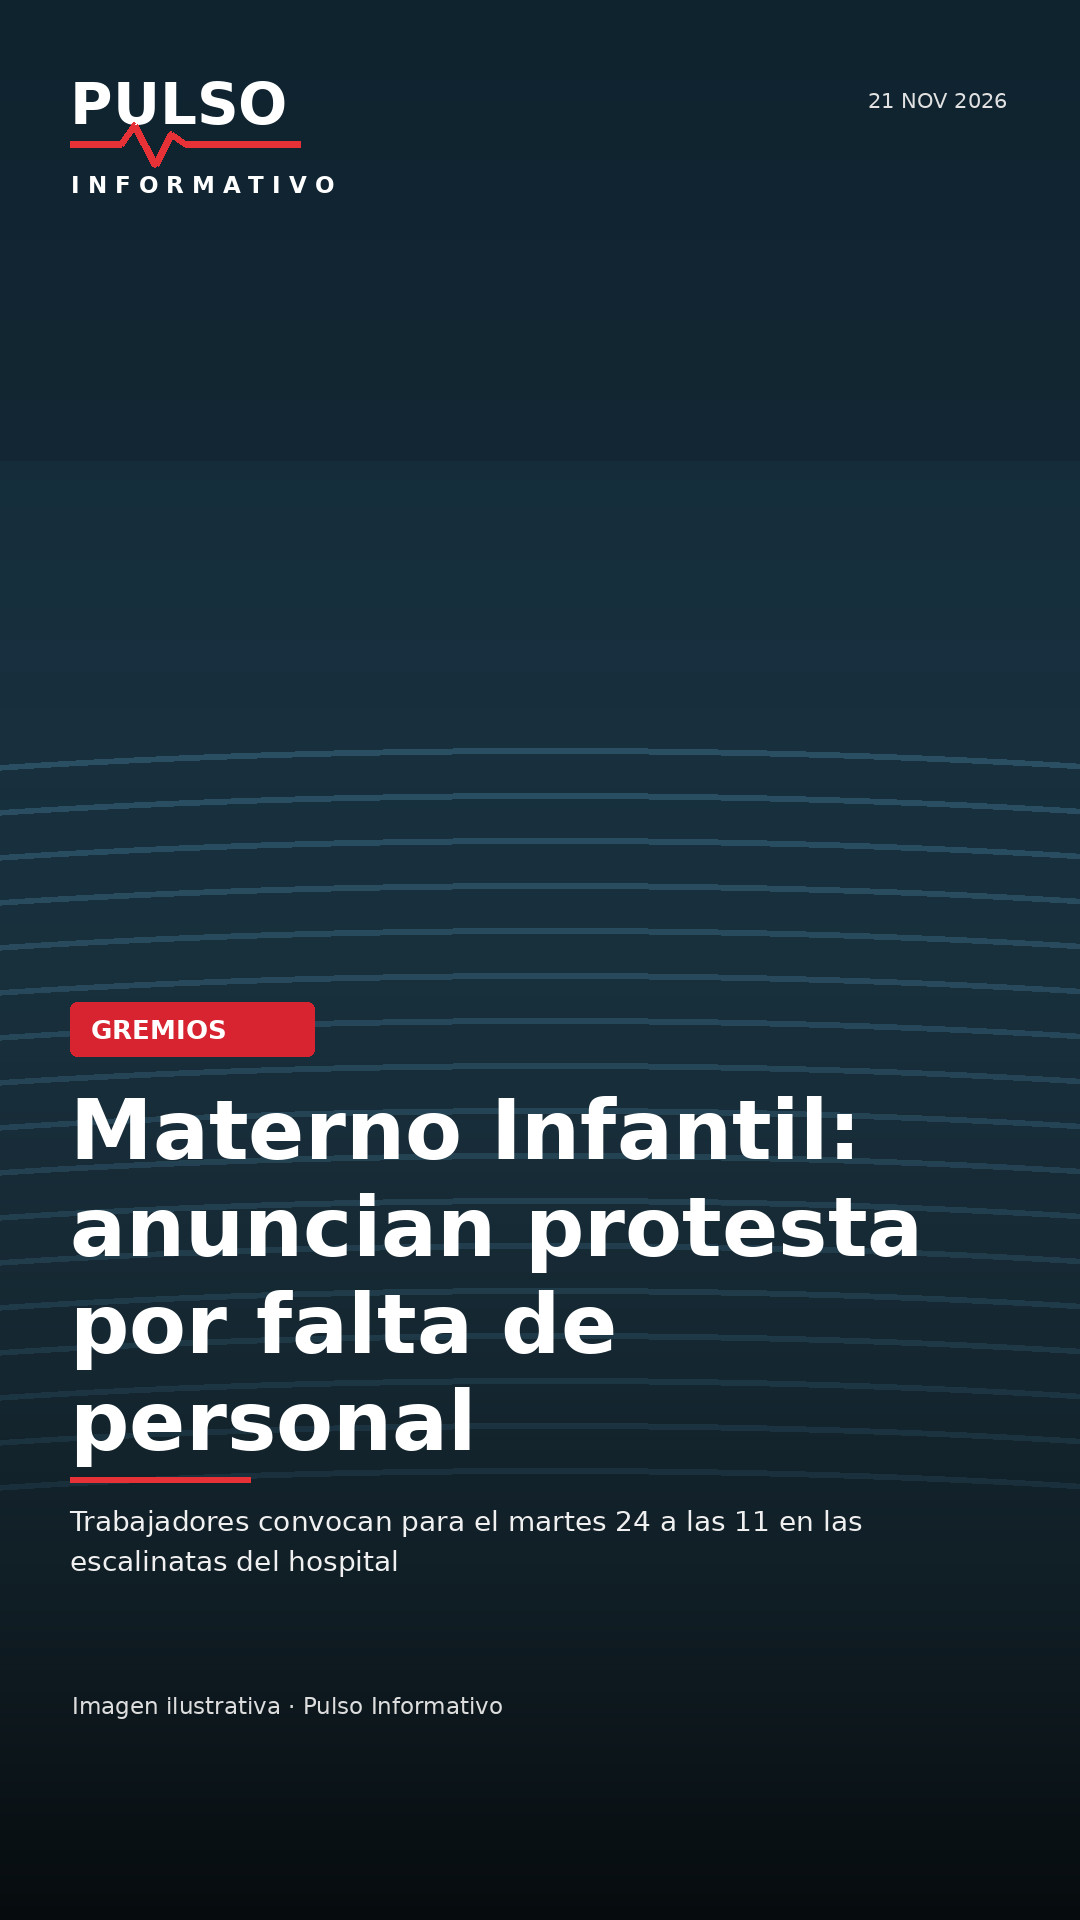 PULSO
INFORMATIVO
21 NOV 2026
GREMIOS
Materno Infantil:
anuncian protesta
por falta de
personal
Trabajadores convocan para el martes 24 a las 11 en las
escalinatas del hospital
Imagen ilustrativa · Pulso Informativo